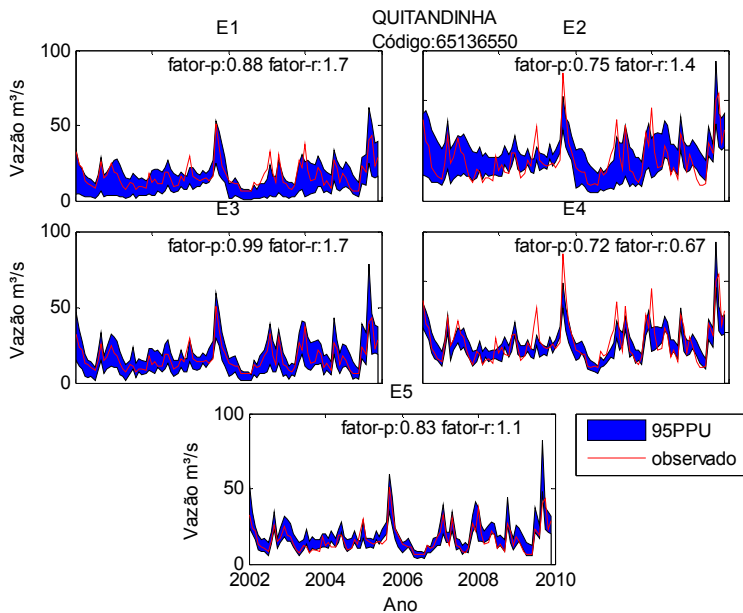 QUITANDINHA
Código:65136550
E1
E2
100
50
0
Vazão m³/s
fator-p:0.88 fator-r:1.7
fator-p:0.75 fator-r:1.4
E3
E4
100
50
0
Vazão m³/s
fator-p:0.99 fator-r:1.7
fator-p:0.72 fator-r:0.67
E5
100
50
0
Vazão m³/s
fator-p:0.83 fator-r:1.1
2002
2004
2006
2008
2010
Ano
95PPU
observado